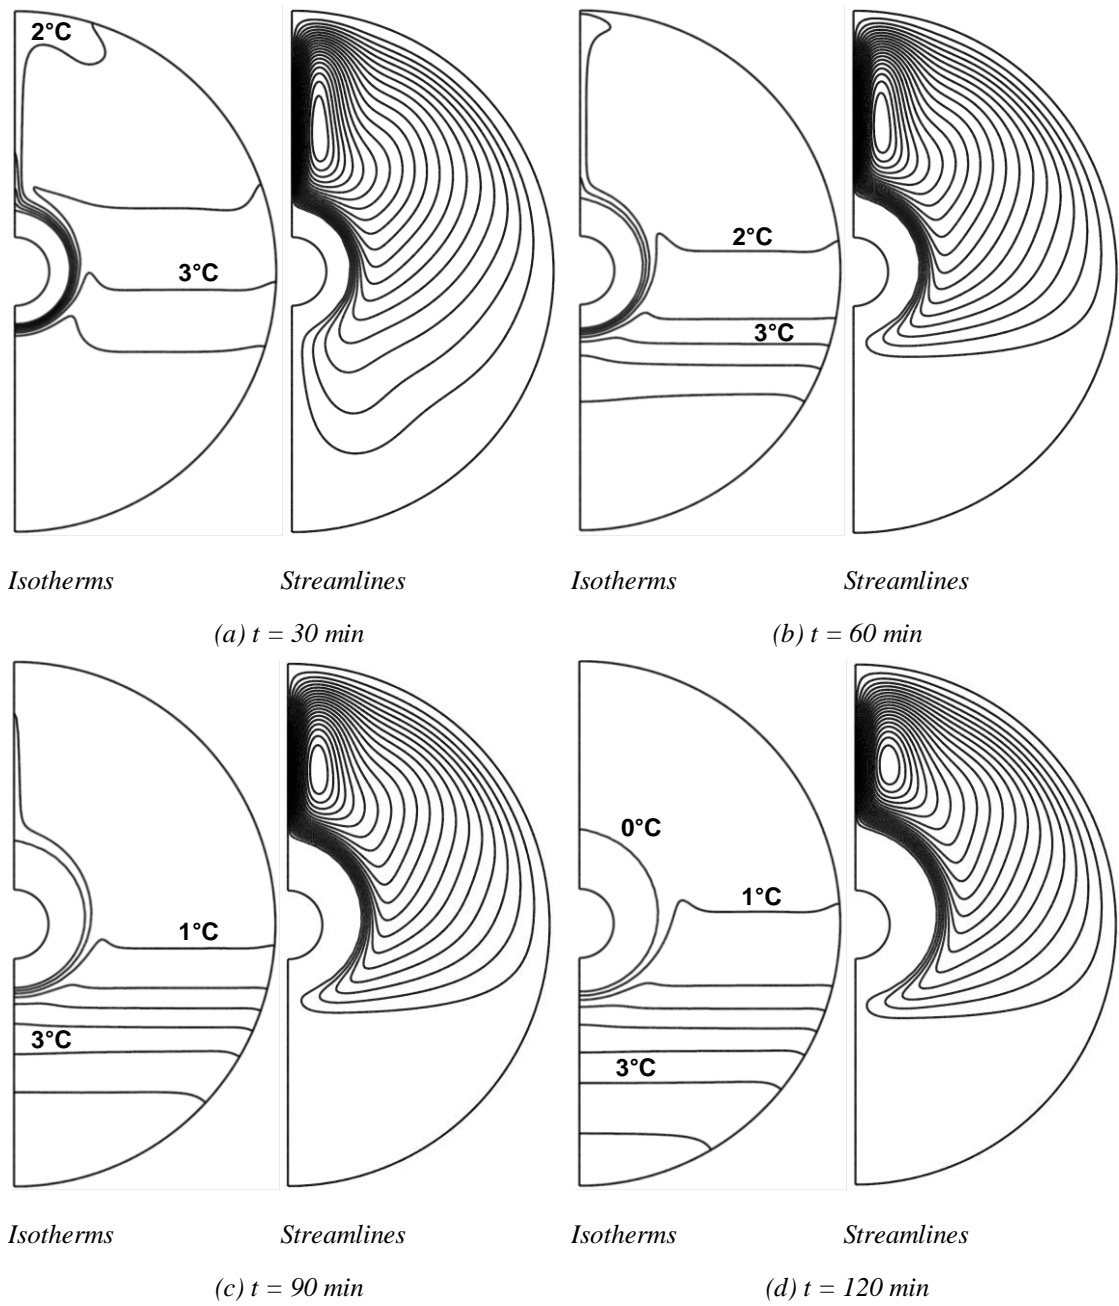 2°C
3°C
2°C
3°C
Isotherms Streamlines Isotherms Streamlines
(a) t = 30 min (b) t = 60 min
1°C
3°C
0°C
1°C
3°C
Isotherms Streamlines Isotherms Streamlines
(c) t = 90 min (d) t = 120 min